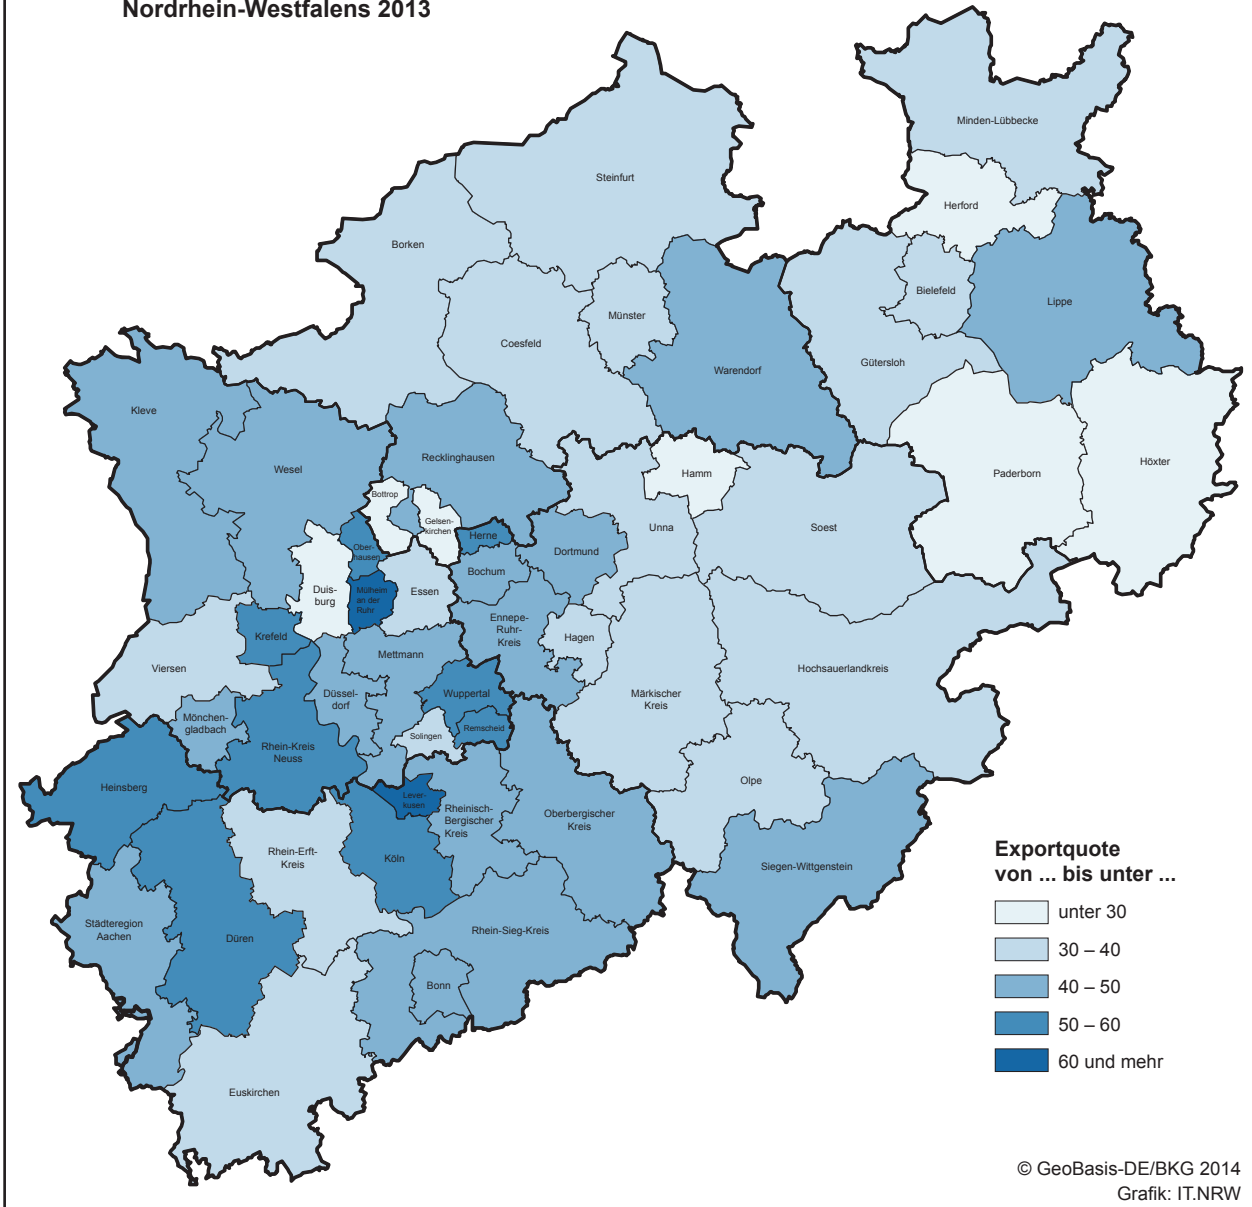 Nordrhein-Westfalens 2013
Minden-Lübbecke
Steinfurt
Herford
Borken
Bielefeld
Lippe
Münster
Coesfeld
Gütersloh
Warendorf
Kleve
Recklinghausen
Wesel
Höxter
Hamm
Paderborn
Bottrop
Gelsen-
kirchen
Unna
Soest
Herne
Ober-
hausen
Dortmund
Bochum
Duis-
burg
Mülheim
an der
Ruhr
Essen
Ennepe-
Ruhr-
Kreis
Krefeld
Hagen
Mettmann
Viersen
Hochsauerlandkreis
Düssel-
dorf
Wuppertal
Märkischer
Kreis
Mönchen-
gladbach
Remscheid
Solingen
Rhein-Kreis
Neuss
Heinsberg
Olpe
Lever-
kusen
Rheinisch-
Bergischer
Kreis
Oberbergischer
Kreis
Rhein-Erft-
Kreis
Köln
Siegen-Wittgenstein
Städteregion
Aachen
Düren
Rhein-Sieg-Kreis
Bonn
Euskirchen
Exportquote
von ... bis unter ...
unter 30
30 – 40
40 – 50
50 – 60
60 und mehr
© GeoBasis-DE/BKG 2014
Grafik: IT.NRW